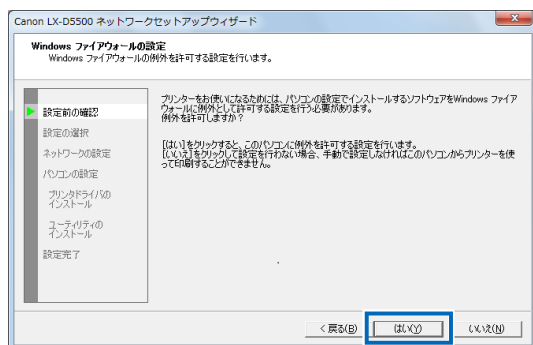 Canon LX-D5500 ネットワークセットアップウィザード
Windows ファイアウォールの設定
Windows ファイアウォールの例外を許可する設定を行います。
設定前の確認
設定の選択
ネットワークの設定
パソコンの設定
プリンタドライバの
インストール
ユーティリティの
インストール
設定完了
プリンターをお使いになるためには、パソコンの設定でインストールするソフトウェアをWindows ファイア
ウォールに例外として許可する設定を行う必要があります。
例外を許可しますか？
[はい]をクリックすると、このパソコンに例外を許可する設定を行います。
[いいえ]をクリックして設定を行わない場合、手動で設定しなければこのパソコンからプリンターを使
って印刷することができません。
< 戻る(B)
はい(Y)
いいえ(N)